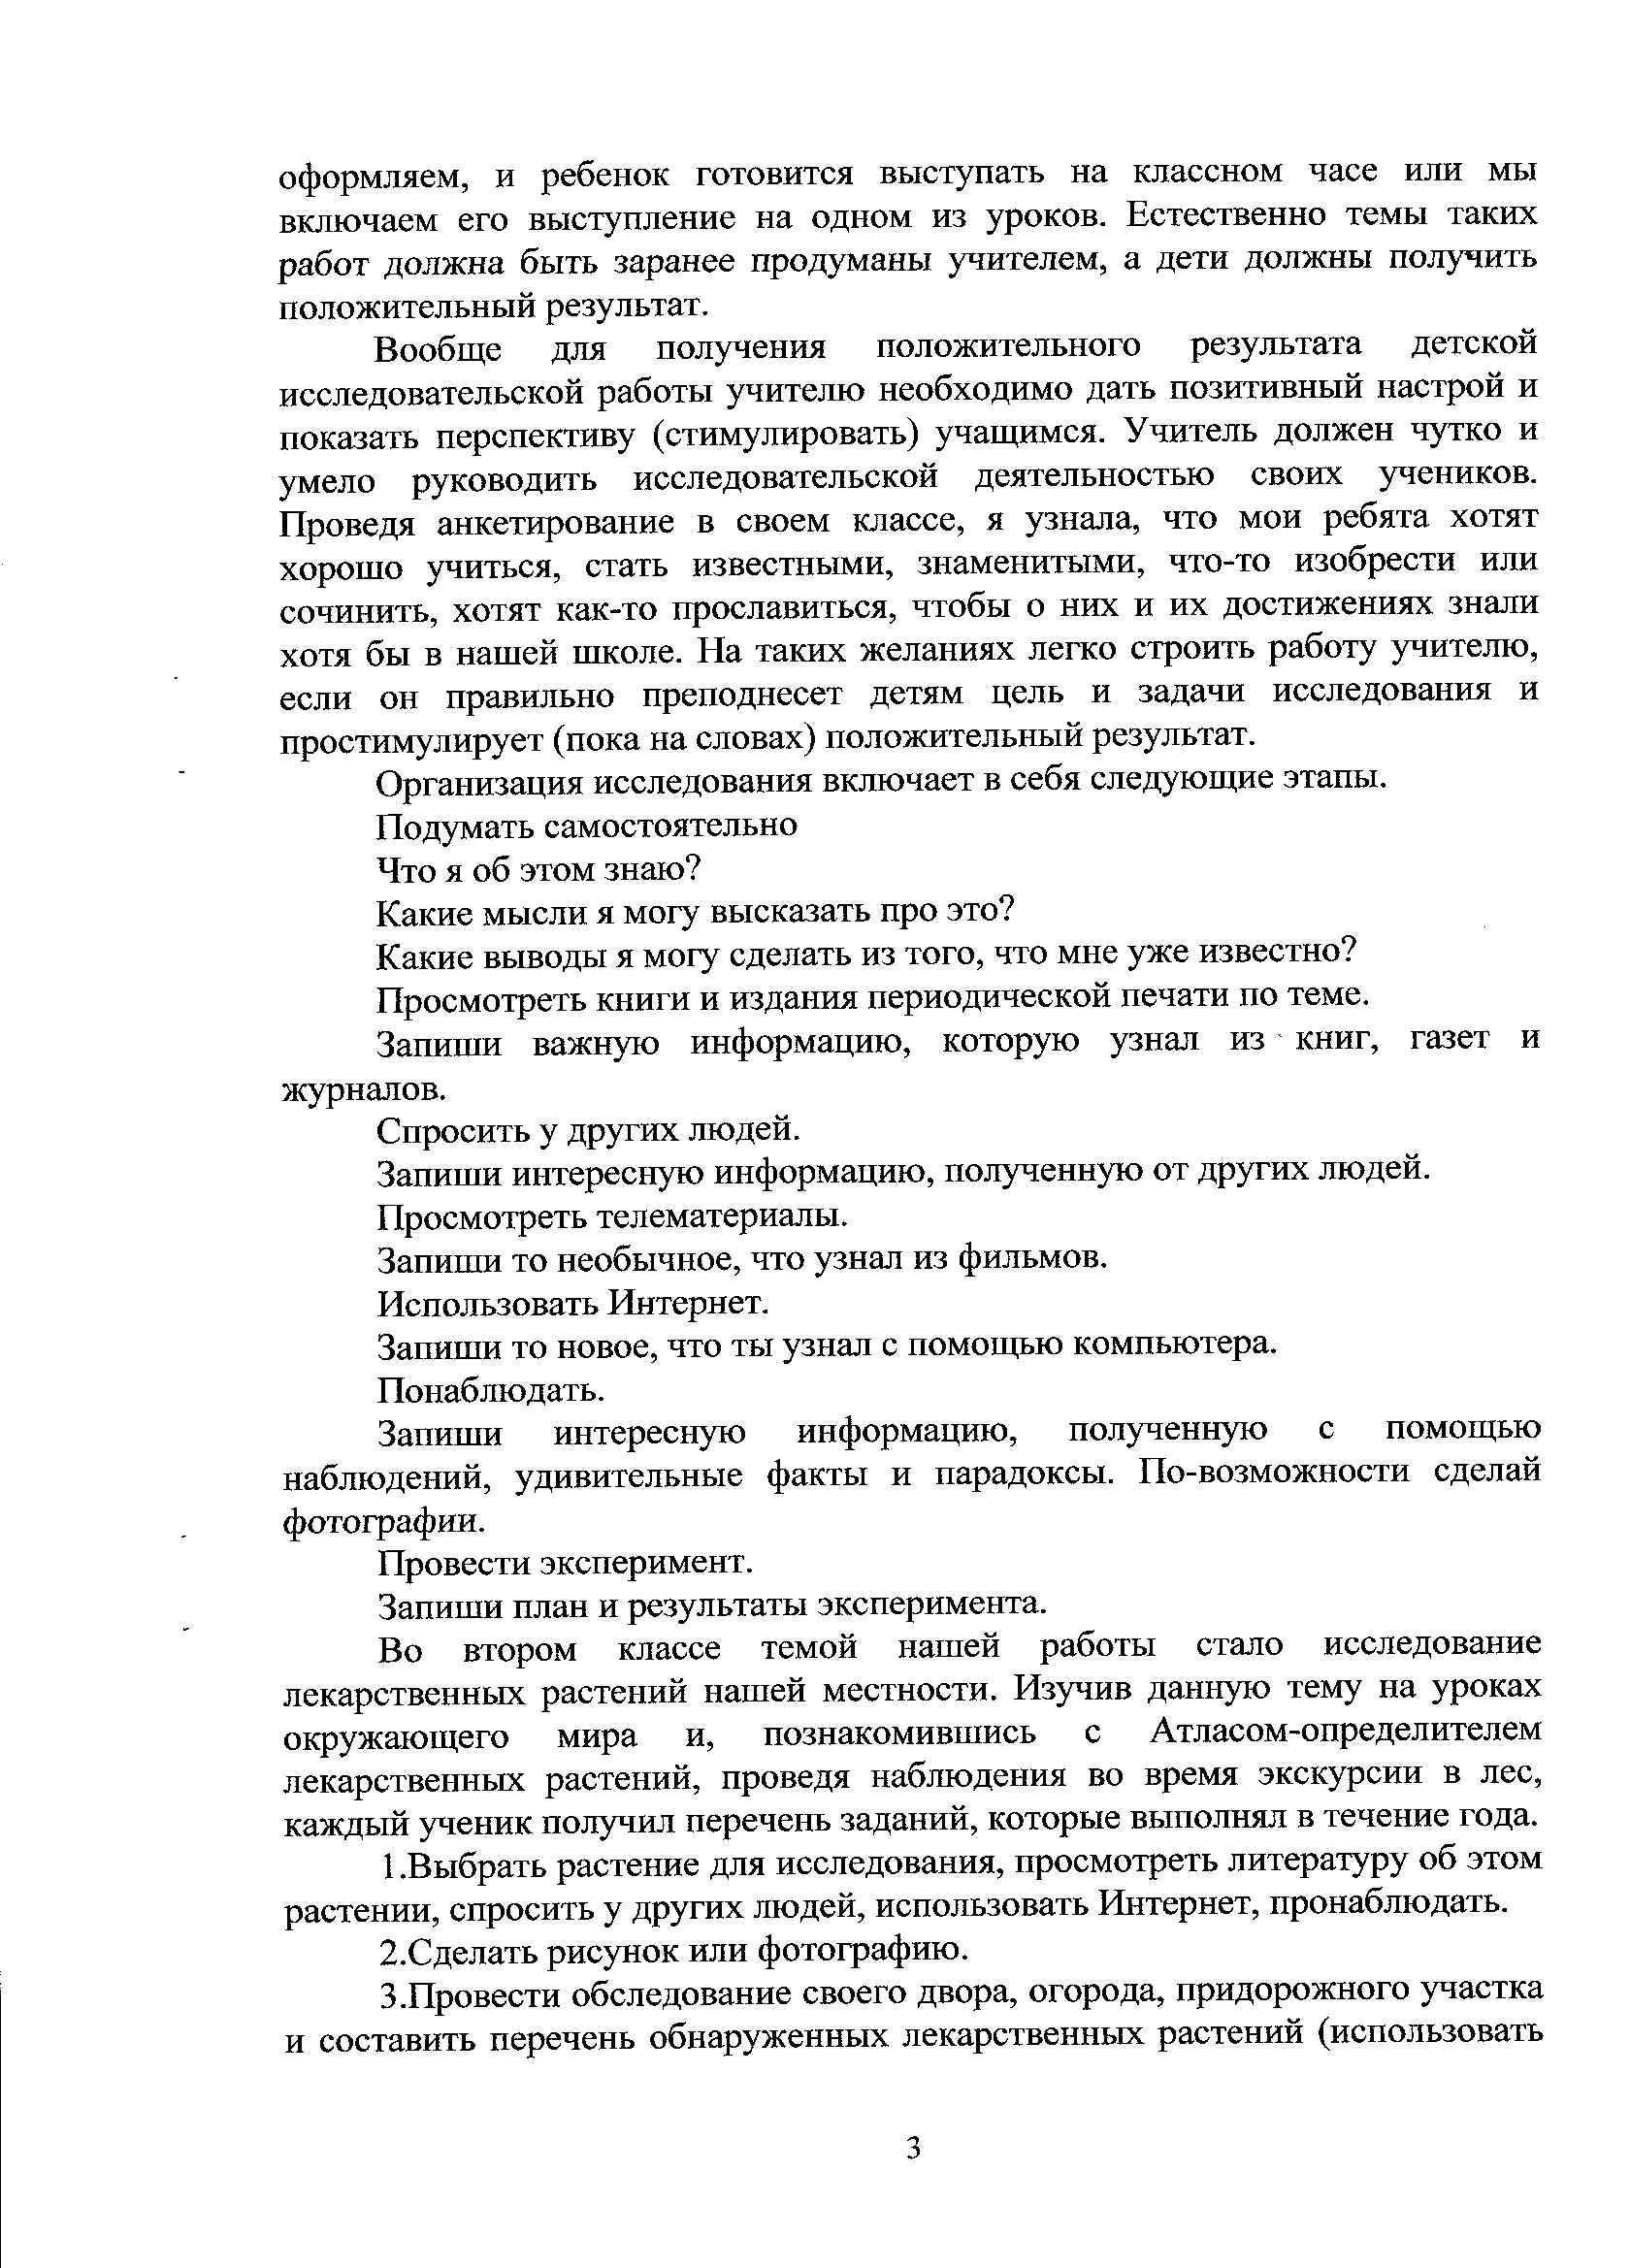 оформляем, и ребенок готовится выступать на классном часе или мы
включаем его выступление на одном из уроков. Естественно темы таких
работ должна быть заранее продуманы учителем, а дети должны получить
положительный результат.
Вообще для получения положительного результата детской
исследовательской работы учителю необходимо дать позитивный настрой и
показать перспективу (стимулировать) учащимся. Учитель должен чутко и
умело руководить исследовательской деятельностью своих учеников.
Проведя анкетирование в своем классе, я узнала, что мои ребята хотят
хорошо учиться, стать известными, знаменитыми, что-то изобрести или
сочинить, хотят как-то прославиться, чтобы о них и их достижениях знали
хотя бы в нашей школе. На таких желаниях легко строить работу учителю,
если он правильно преподнесет детям цель и задачи исследования и
простимулирует (пока на словах) положительный результат.
Организация исследования включает в себя следующие этапы.
Подумать самостоятельно
Что я об этом знаю?
Какие мысли я могу высказать про это?
Какие выводы я могу сделать из того, что мне уже известно?
Просмотреть книги и издания периодической печати по теме.
Запиши важную информацию, которую узнал из книг, газет и
журналов.
Спросить у других людей.
Запиши интересную информацию, полученную от других людей.
Просмотреть телематериалы.
Запиши то необычное, что узнал из фильмов.
Использовать Интернет.
Запиши то новое, что ты узнал с помощью компьютера.
Понаблюдать.
Запиши интересную информацию, полученную с помощью
наблюдений, удивительные факты и парадоксы. По-возможности сделай
фотографии.
Провести эксперимент.
Запиши план и результаты эксперимента.
Во втором классе темой нашей работы стало исследование
лекарственных растений нашей местности. Изучив данную тему на уроках
окружающего мира и, познакомившись с Атласом-определителем
лекарственных растений, проведя наблюдения во время экскурсии в лес,
каждый ученик получил перечень заданий, которые выполнял в течение года.
1.Выбрать растение для исследования, просмотреть литературу об этом
растении, спросить у других людей, использовать Интернет, пронаблюдать.
2.Сделать рисунок или фотографию.
3.Провести обследование своего двора, огорода, придорожного участка
и составить перечень обнаруженных лекарственных растений (использовать
3